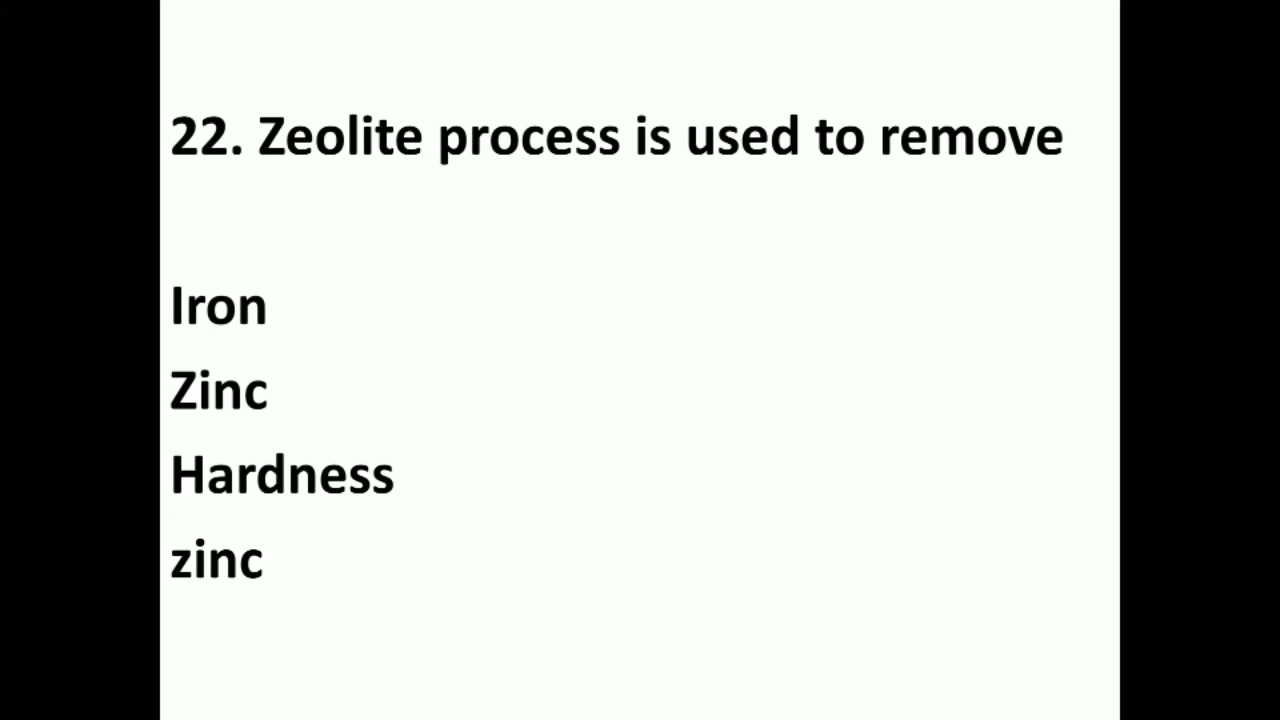 22. Zeolite process is used to remove
Iron
Zinc
Hardness
zinc